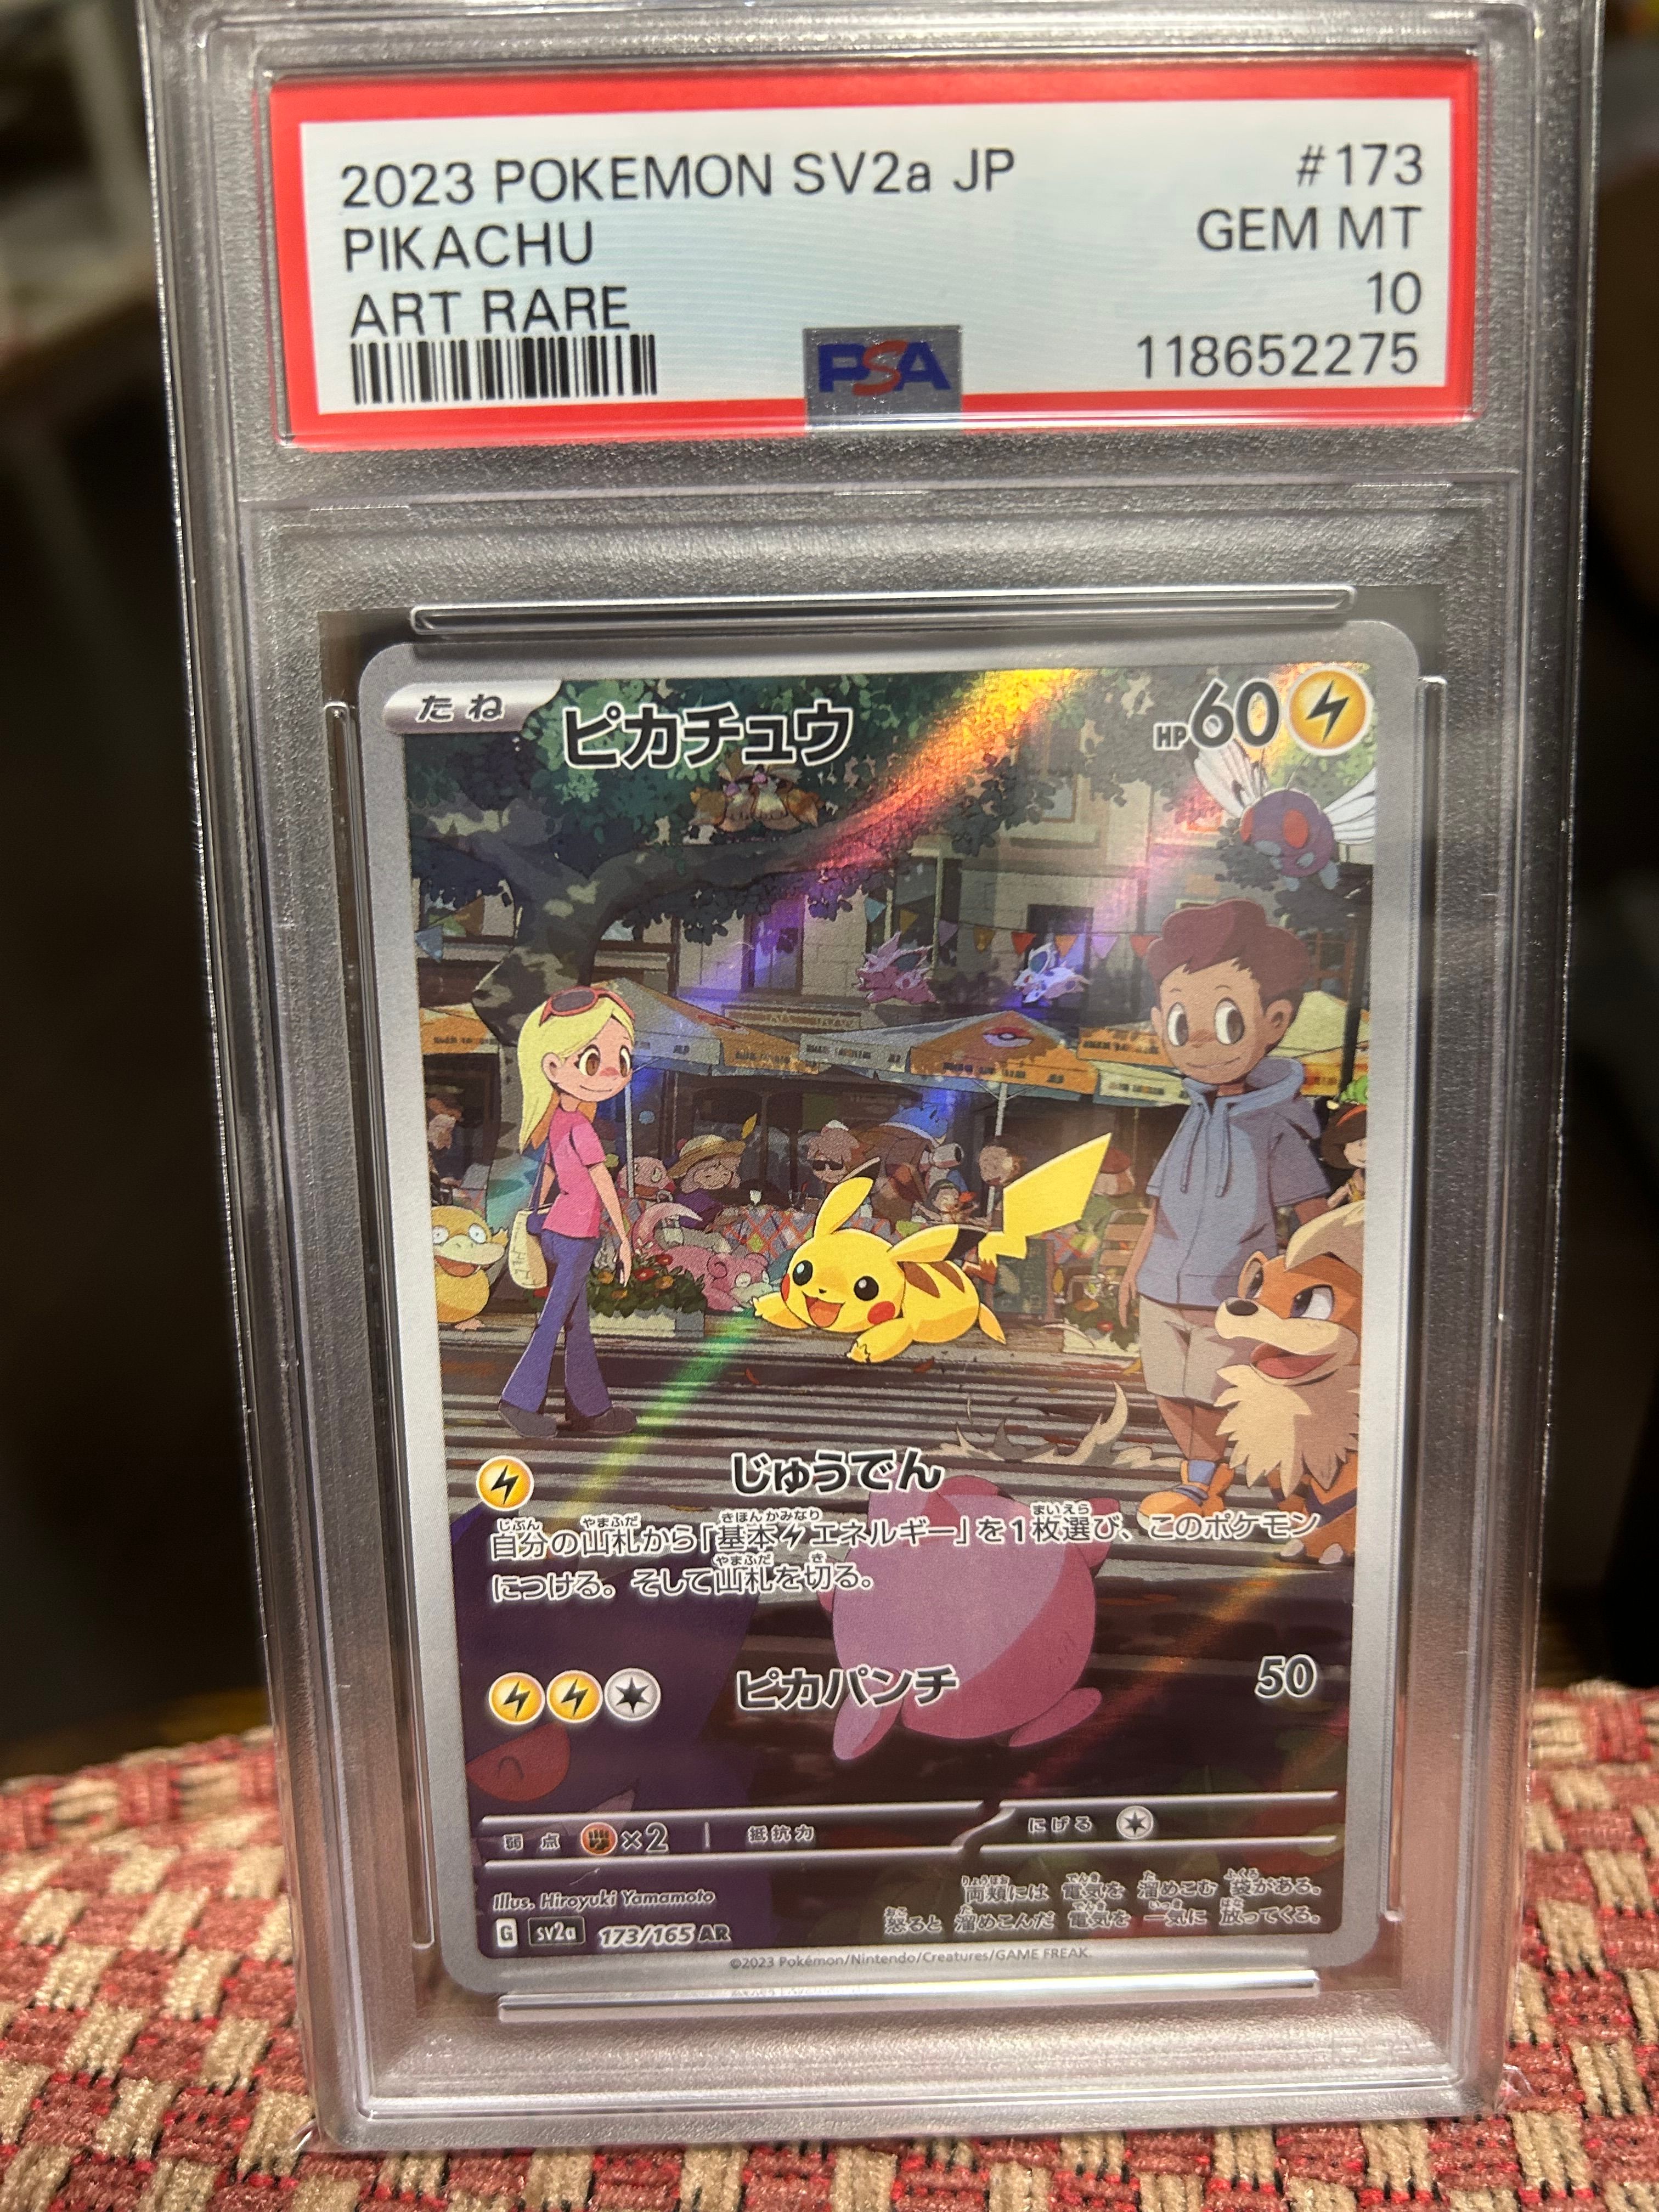 2023 POKEMON SV2a JP #173
PIKACHU GEM MT
ART RARE 10
PSA 118652275
たね ピカチュウ HP60
じゅうでん
自分の山札から「基本エネルギー」を1枚選び、このポケモン
につける。そして山札を切る。
ピカパンチ 50
弱点 ×2 抵抗力 にげる
Illus. Hiroyuki Yamamoto
両頬には 電気を 溜めこむ 袋がある。
怒ると 溜めこんだ 電気を 一気に 放ってくる。
G sv2a 173/165 AR
©2023 Pokémon/Nintendo/Creatures/GAME FREAK.